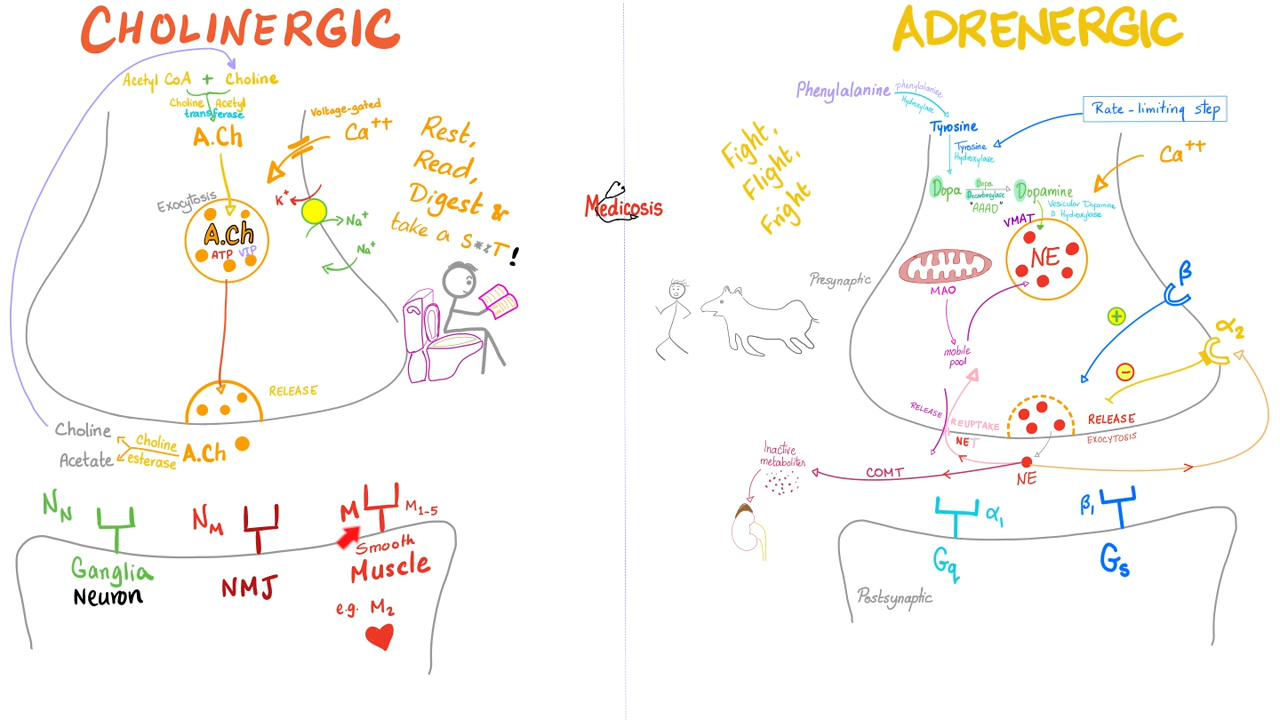 CHOLINERGIC
Acetyl CoA + Choline
Choline Acetyl
transferase
A.Ch
Voltage-gated
Ca++
Exocytosis
A.Ch
ATP VIP
K+
Na+
Na+
Rest,
Read,
Digest &
take a S**T!
RELEASE
Choline
Acetate
Choline
esterase
A.Ch
NN
Ganglia
Neuron
NM
NMJ
M
M1-5
Smooth
Muscle
e.g. M2
Medicosis
ADRENERGIC
Phenylalanine
phenylalanine
Hydroxylase
Tyrosine
Rate-limiting step
Tyrosine
Hydroxylase
Ca++
Fight,
Flight,
Fright
Dopa
Dopa
Decarboxylase
"AAAD"
Dopamine
Vesicular Dopamine
β Hydroxylase
VMAT
NE
MAO
Presynaptic
β
+
α2
−
mobile
pool
RELEASE
REUPTAKE
NET
RELEASE
EXOCYTOSIS
NE
COMT
Inactive
metabolites
α1
Gq
β1
Gs
Postsynaptic